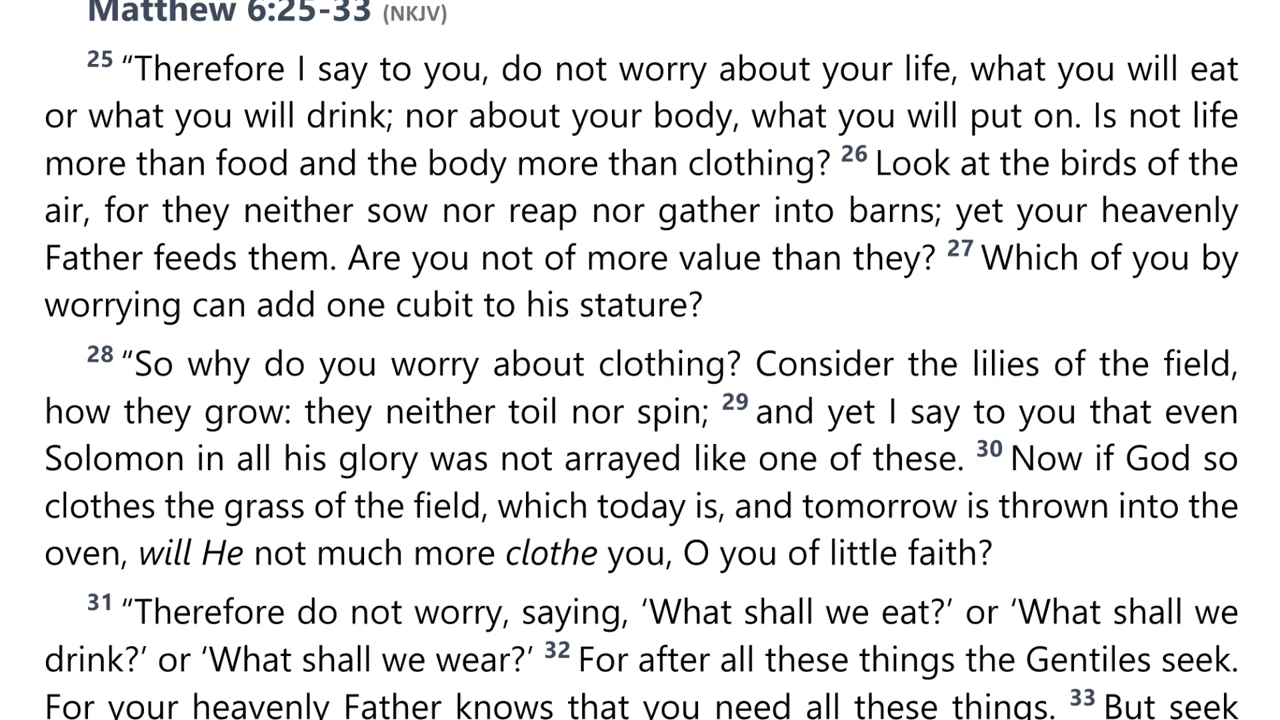 Matthew 6:25-33 (NKJV)
25 “Therefore I say to you, do not worry about your life, what you will eat
or what you will drink; nor about your body, what you will put on. Is not life
more than food and the body more than clothing? 26 Look at the birds of the
air, for they neither sow nor reap nor gather into barns; yet your heavenly
Father feeds them. Are you not of more value than they? 27 Which of you by
worrying can add one cubit to his stature?
28 “So why do you worry about clothing? Consider the lilies of the field,
how they grow: they neither toil nor spin; 29 and yet I say to you that even
Solomon in all his glory was not arrayed like one of these. 30 Now if God so
clothes the grass of the field, which today is, and tomorrow is thrown into the
oven, will He not much more clothe you, O you of little faith?
31 “Therefore do not worry, saying, ‘What shall we eat?’ or ‘What shall we
drink?’ or ‘What shall we wear?’ 32 For after all these things the Gentiles seek.
For your heavenly Father knows that you need all these things. 33 But seek